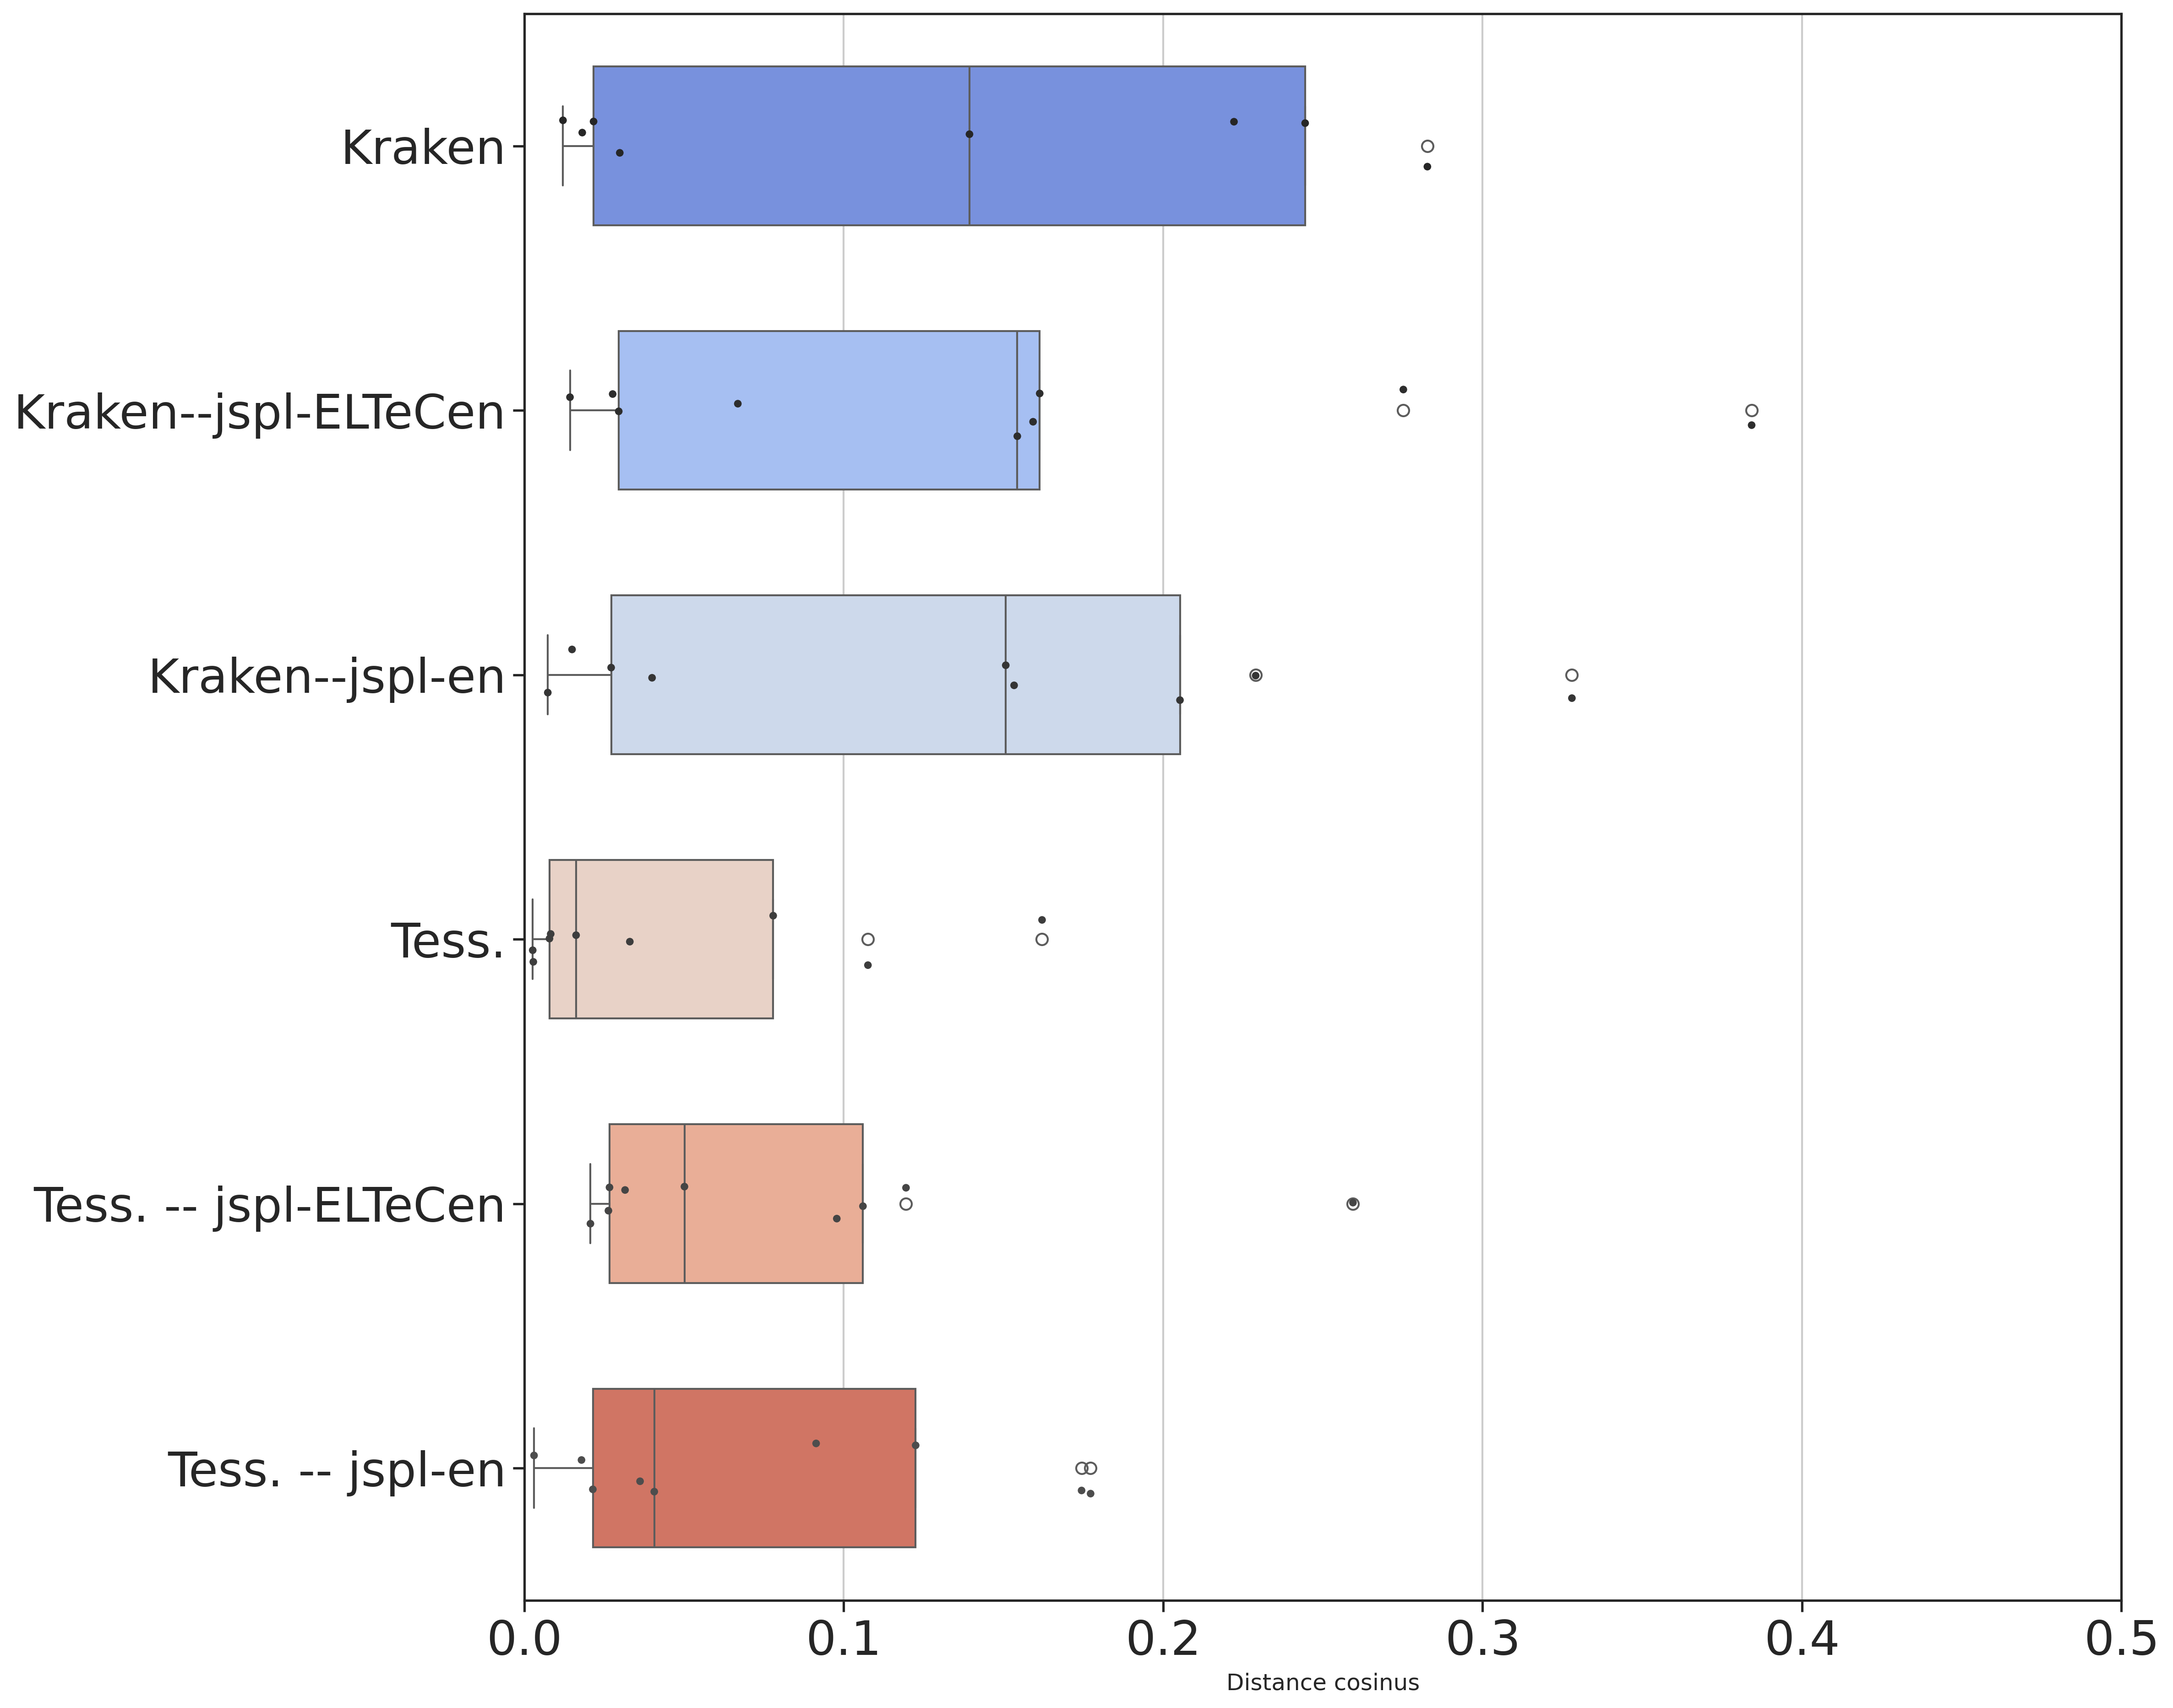 Kraken
Kraken--jspl-ELTeCen
Kraken--jspl-en
Tess.
Tess. -- jspl-ELTeCen
Tess. -- jspl-en
0.0 0.1 0.2 0.3 0.4 0.5
Distance cosinus